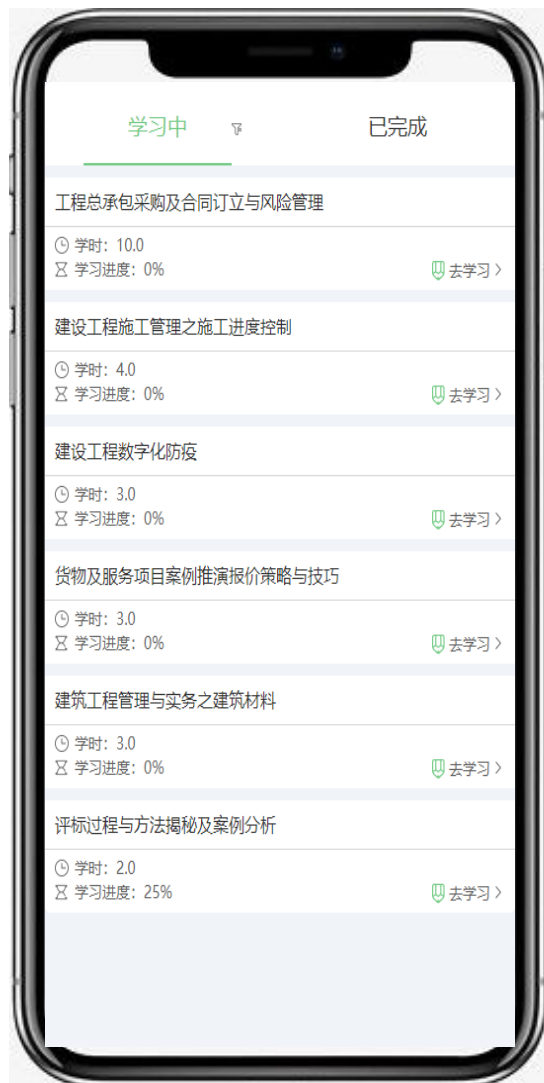 学习中
已完成
工程总承包采购及合同订立与风险管理
学时：10.0
学习进度：0%
去学习
建设工程施工管理之施工进度控制
学时：4.0
学习进度：0%
去学习
建设工程数字化防疫
学时：3.0
学习进度：0%
去学习
货物及服务项目案例推演报价策略与技巧
学时：3.0
学习进度：0%
去学习
建筑工程管理与实务之建筑材料
学时：3.0
学习进度：0%
去学习
评标过程与方法揭秘及案例分析
学时：2.0
学习进度：25%
去学习